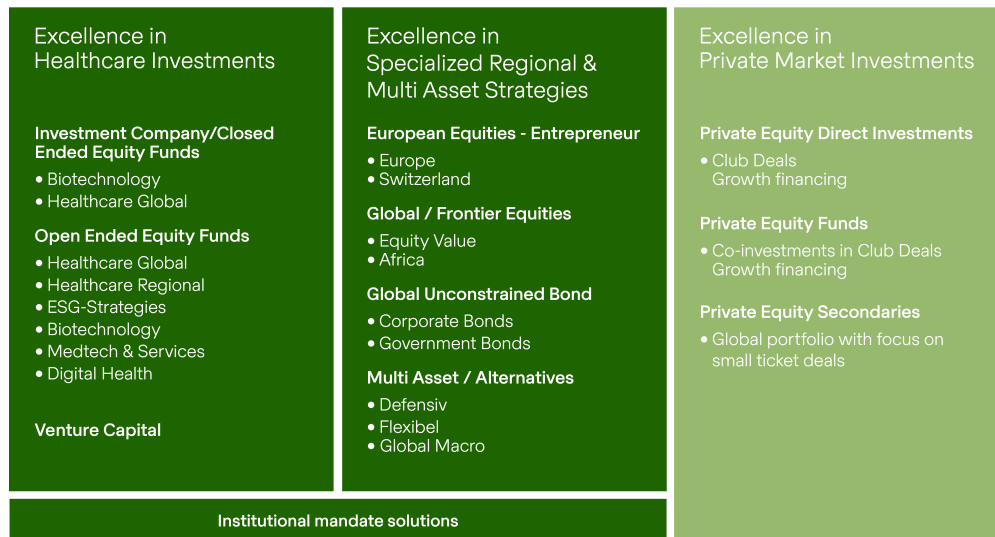 Excellence in
Healthcare Investments
Investment Company/Closed
Ended Equity Funds
• Biotechnology
• Healthcare Global
Open Ended Equity Funds
• Healthcare Global
• Healthcare Regional
• ESG-Strategies
• Biotechnology
• Medtech & Services
• Digital Health
Venture Capital
Excellence in
Specialized Regional &
Multi Asset Strategies
European Equities - Entrepreneur
• Europe
• Switzerland
Global / Frontier Equities
• Equity Value
• Africa
Global Unconstrained Bond
• Corporate Bonds
• Government Bonds
Multi Asset / Alternatives
• Defensiv
• Flexibel
• Global Macro
Institutional mandate solutions
Excellence in
Private Market Investments
Private Equity Direct Investments
• Club Deals
Growth financing
Private Equity Funds
• Co-investments in Club Deals
Growth financing
Private Equity Secondaries
• Global portfolio with focus on
small ticket deals